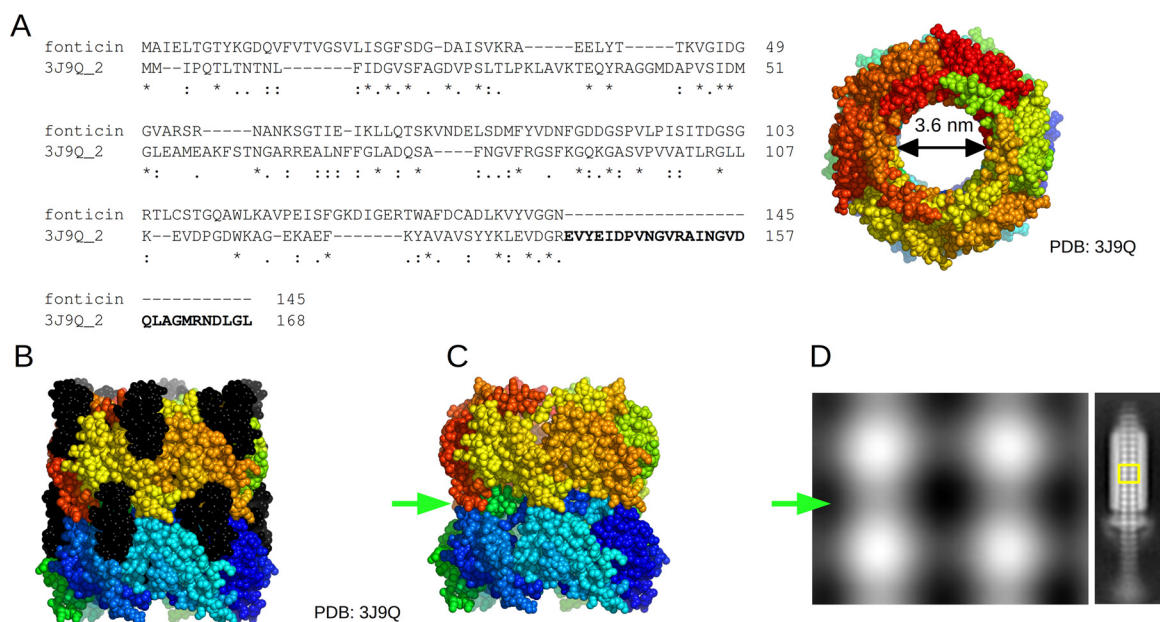 A
fonticin MAIELTGTYKGDQVFVTVGSVLISGFSDG-DAISVKRA-----EELYT-----TKVGIDG 49
3J9Q_2 MM--IPQTLTNTNL-------FIDGVSFAGDVPSLTLPKLAVKTEQYRAGGMDAPVSIDM 51
* : * .. : :*.*.* .*:*.. * * : .:**
fonticin GVARSR-----NANKSGTIE-IKLLQTSKVNDELSDMFYVDNFGDDGSPVLPISITDGSG 103
3J9Q_2 GLEAMEAKFSTNGARREALNFFGLADQSA----FNGVFRGSFKGQKGASVPVVATLRGLL 107
*: . *. : ::: : * : * :..:* . *:.*: * :: *
fonticin RTLCSTGQAWLKAVPEISFGKDIGERTWAFDCADLKVYVGGN------------------ 145
3J9Q_2 K--EVDPGDWKAG-EKAEF-------KYAVAVSYYKLEVDGREVYEIDPVNGVRAINGVD 157
: * . : .* :*. : *: *.*.
fonticin ----------- 145
3J9Q_2 QLAGMRNDLGL 168
3.6 nm
PDB: 3J9Q
B
C
D
PDB: 3J9Q